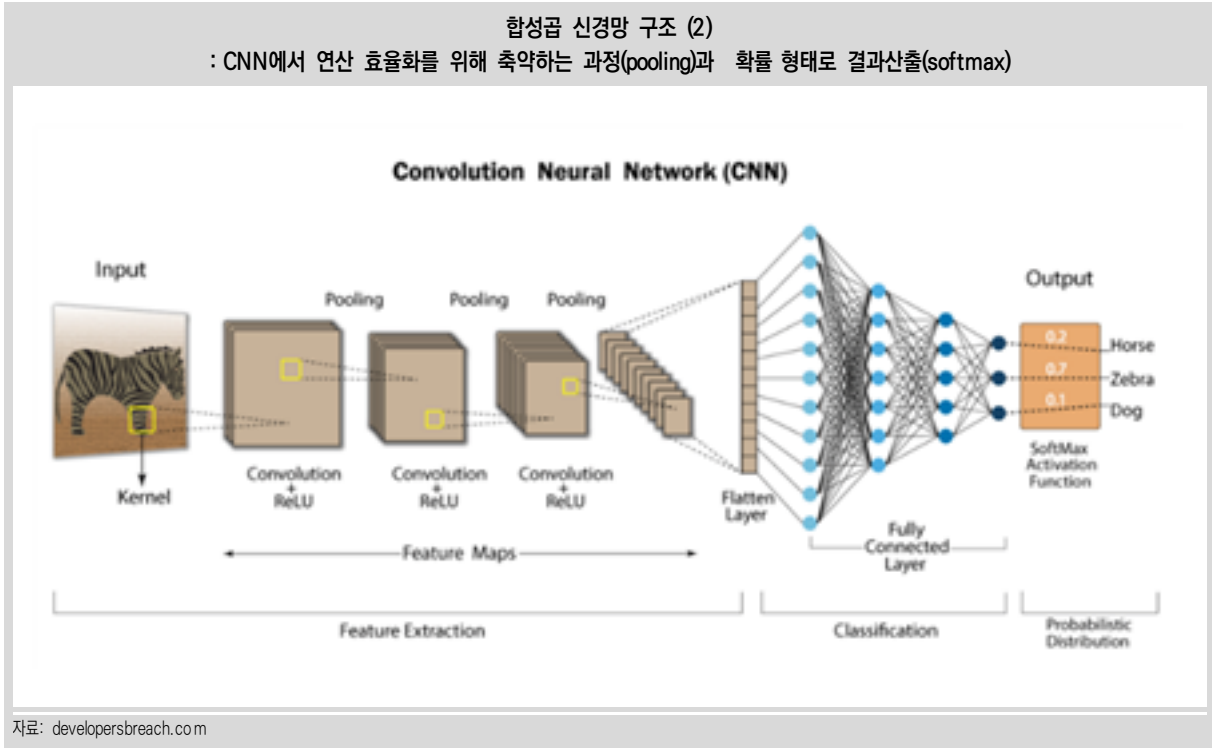 합성곱 신경망 구조 (2)
: CNN에서 연산 효율화를 위해 축약하는 과정(pooling)과 확률 형태로 결과산출(softmax)
Convolution Neural Network (CNN)
Input
Pooling
Pooling
Pooling
Output
0.2
Horse
0.7
Zebra
0.1
Dog
Kernel
Convolution
+
ReLU
Convolution
+
ReLU
Convolution
+
ReLU
Flatten
Layer
SoftMax
Activation
Function
Feature Maps
Fully
Connected
Layer
Feature Extraction
Classification
Probabilistic
Distribution
자료: developersbreach.com